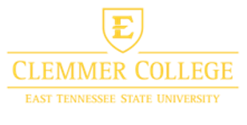 E
CLEMMER COLLEGE
EAST TENNESSEE STATE UNIVERSITY